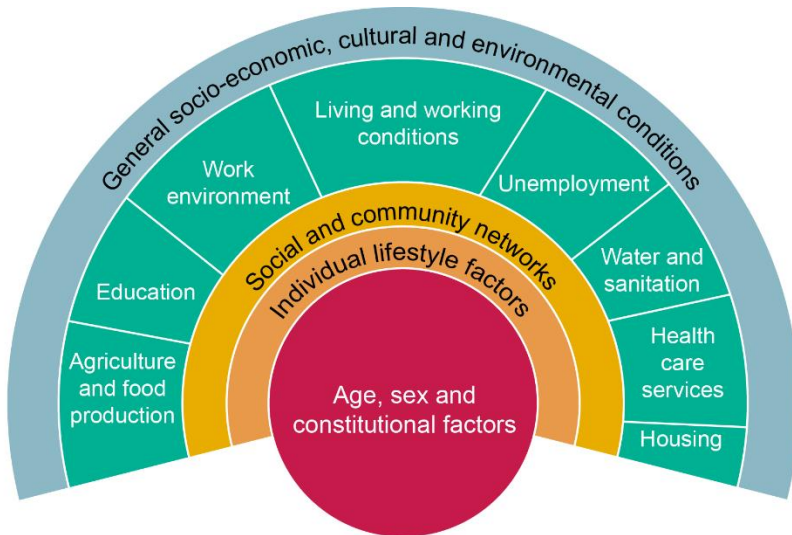 General socio-economic, cultural and environmental conditions
Living and working
conditions
Work
environment
Unemployment
Education
Water and
sanitation
Agriculture
and food
production
Health
care
services
Housing
Social and community networks
Individual lifestyle factors
Age, sex and
constitutional factors